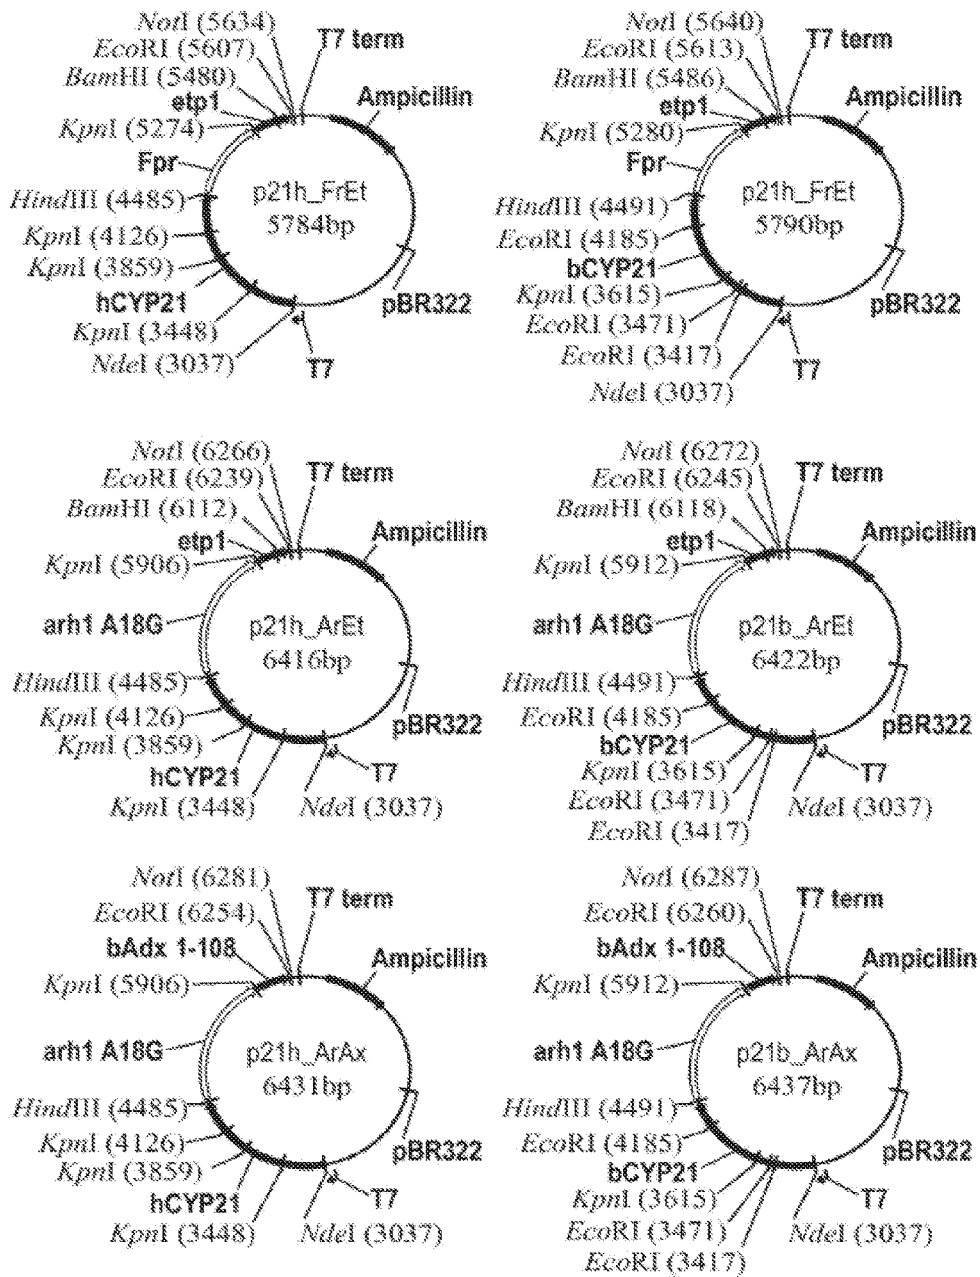 NotI (5634)
EcoRI (5607)
BamHI (5480)
etp1
KpnI (5274)
Fpr
HindIII (4485)
KpnI (4126)
KpnI (3859)
hCYP21
KpnI (3448)
NdeI (3037)
T7 term
Ampicillin
p21h_FrEt
5784bp
pBR322
T7
NotI (5640)
EcoRI (5613)
BamHI (5486)
etp1
KpnI (5280)
Fpr
HindIII (4491)
EcoRI (4185)
bCYP21
KpnI (3615)
EcoRI (3471)
EcoRI (3417)
NdeI (3037)
T7 term
Ampicillin
p21h_FrEt
5790bp
pBR322
T7
NotI (6266)
EcoRI (6239)
BamHI (6112)
etp1
KpnI (5906)
arh1 A18G
HindIII (4485)
KpnI (4126)
KpnI (3859)
hCYP21
KpnI (3448)
T7 term
Ampicillin
p21h_ArEt
6416bp
pBR322
T7
NdeI (3037)
NotI (6272)
EcoRI (6245)
BamHI (6118)
etp1
KpnI (5912)
arh1 A18G
HindIII (4491)
EcoRI (4185)
bCYP21
KpnI (3615)
EcoRI (3471)
EcoRI (3417)
T7 term
Ampicillin
p21b_ArEt
6422bp
pBR322
T7
NdeI (3037)
NotI (6281)
EcoRI (6254)
bAdx 1-108
KpnI (5906)
arh1 A18G
HindIII (4485)
KpnI (4126)
KpnI (3859)
hCYP21
KpnI (3448)
T7 term
Ampicillin
p21h_ArAx
6431bp
pBR322
T7
NdeI (3037)
NotI (6287)
EcoRI (6260)
bAdx 1-108
KpnI (5912)
arh1 A18G
HindIII (4491)
EcoRI (4185)
bCYP21
KpnI (3615)
EcoRI (3471)
EcoRI (3417)
T7 term
Ampicillin
p21b_ArAx
6437bp
pBR322
T7
NdeI (3037)